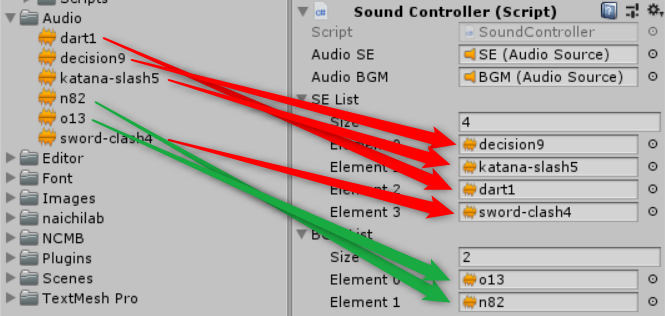 Scripts
Audio
dart1
decision9
katana-slash5
n82
o13
sword-clash4
Editor
Font
Images
naichilab
NCMB
Plugins
Scenes
TextMesh Pro
Sound Controller (Script)
Script
SoundController
Audio SE
SE (Audio Source)
Audio BGM
BGM (Audio Source)
SE List
Size
4
Element
decision9
Element
katana-slash5
Element 2
dart1
Element 3
sword-clash4
List
Size
2
Element 0
o13
Element 1
n82